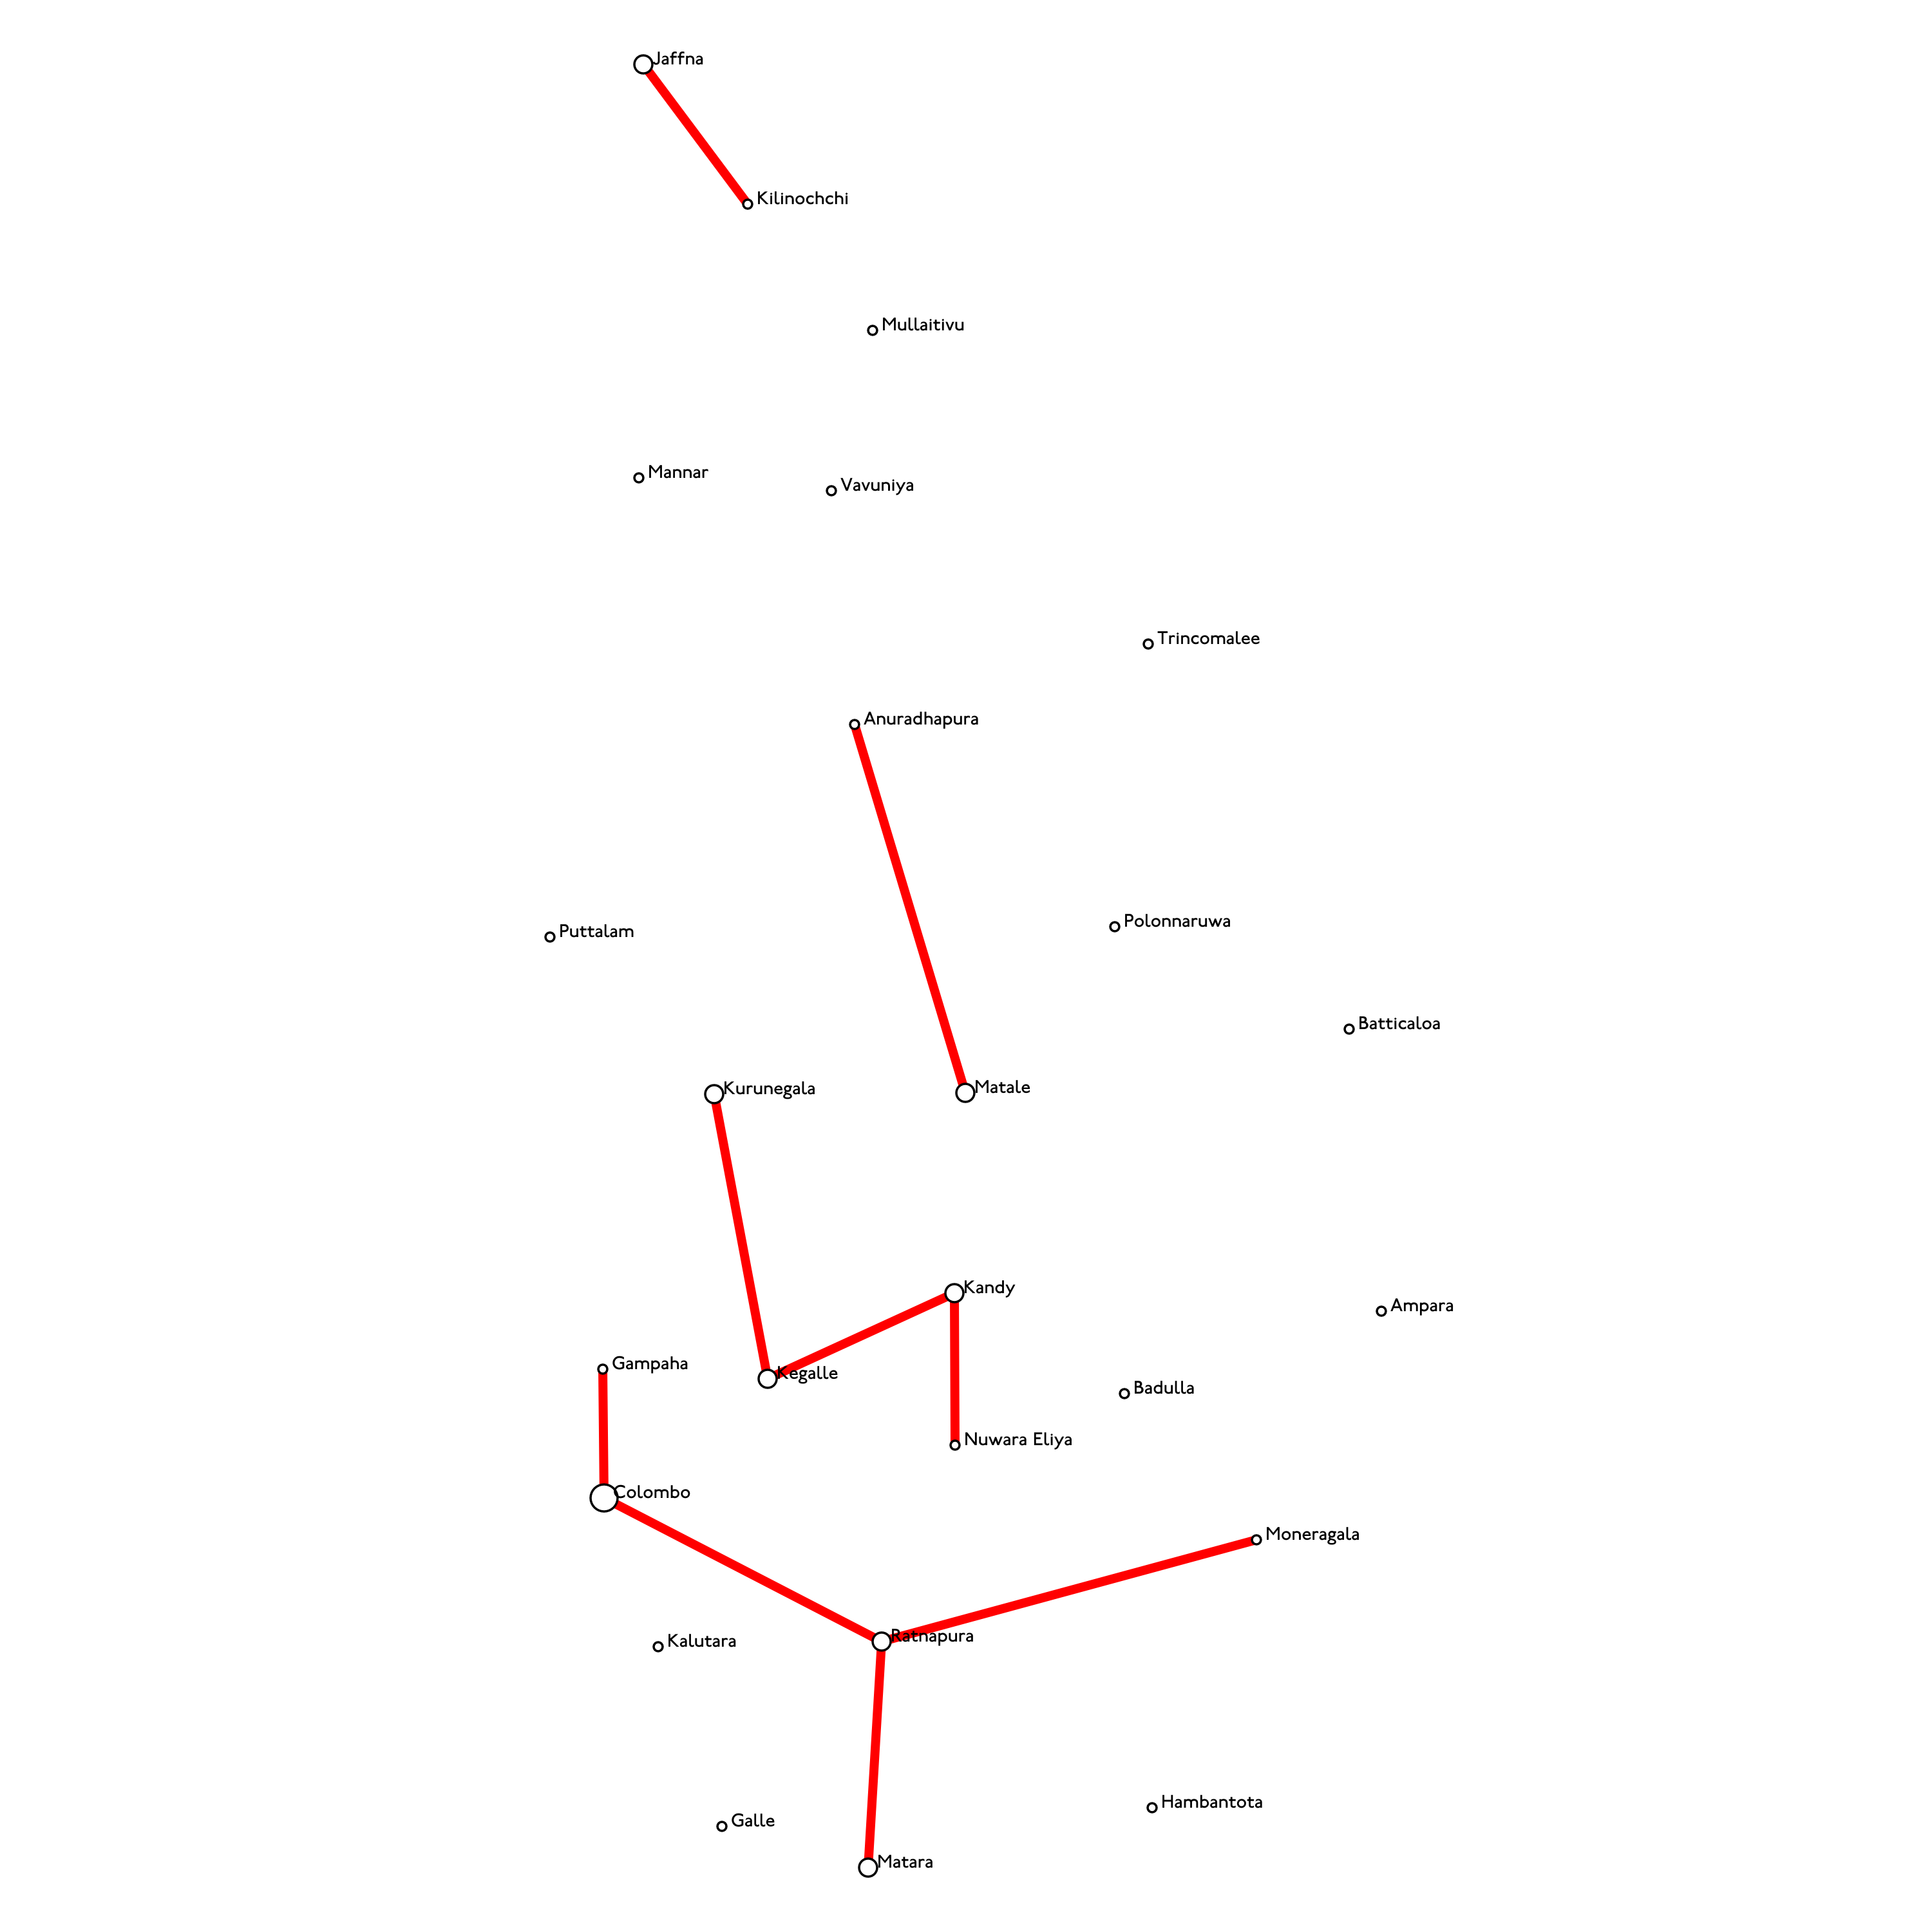 Jaffna
Kilinochchi
Mullaitivu
Mannar
Vavuniya
Trincomalee
Anuradhapura
Polonnaruwa
Puttalam
Batticaloa
Matale
Kurunegala
Kandy
Ampara
Gampaha
Kegalle
Badulla
Nuwara Eliya
Colombo
Moneragala
Ratnapura
Kalutara
Hambantota
Galle
Matara